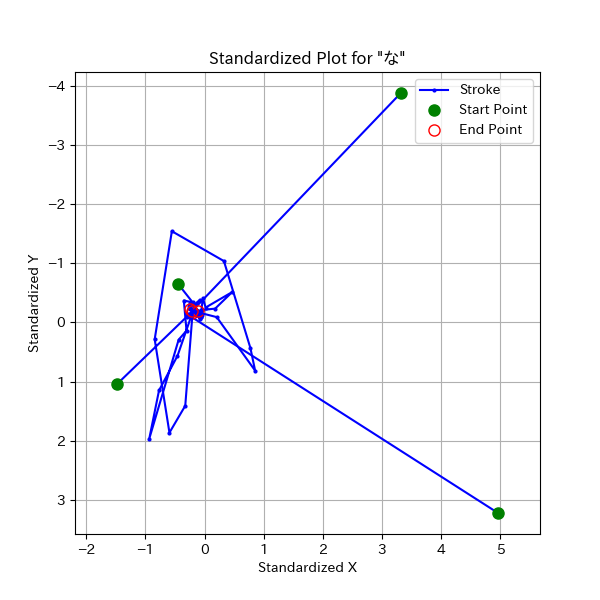 Standardized Plot for "な"
Stroke
Start Point
End Point
−4
−3
−2
−1
0
1
2
3
Standardized Y
−2 −1 0 1 2 3 4 5
Standardized X